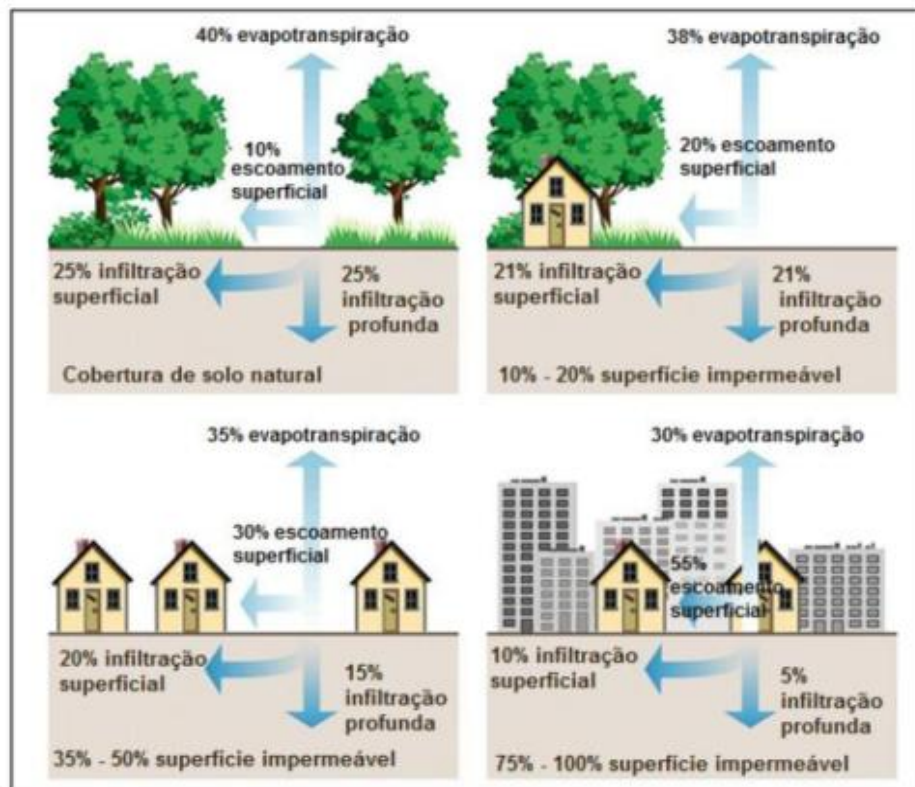 40% evapotranspiração
10%
escoamento
superficial
25% infiltração
superficial
25%
infiltração
profunda
Cobertura de solo natural
38% evapotranspiração
20% escoamento
superficial
21% infiltração
superficial
21%
infiltração
profunda
10% - 20% superfície impermeável
35% evapotranspiração
30% escoamento
superficial
20% infiltração
superficial
15%
infiltração
profunda
35% - 50% superfície impermeável
30% evapotranspiração
55%
escoamento
superficial
10% infiltração
superficial
5%
infiltração
profunda
75% - 100% superfície impermeável